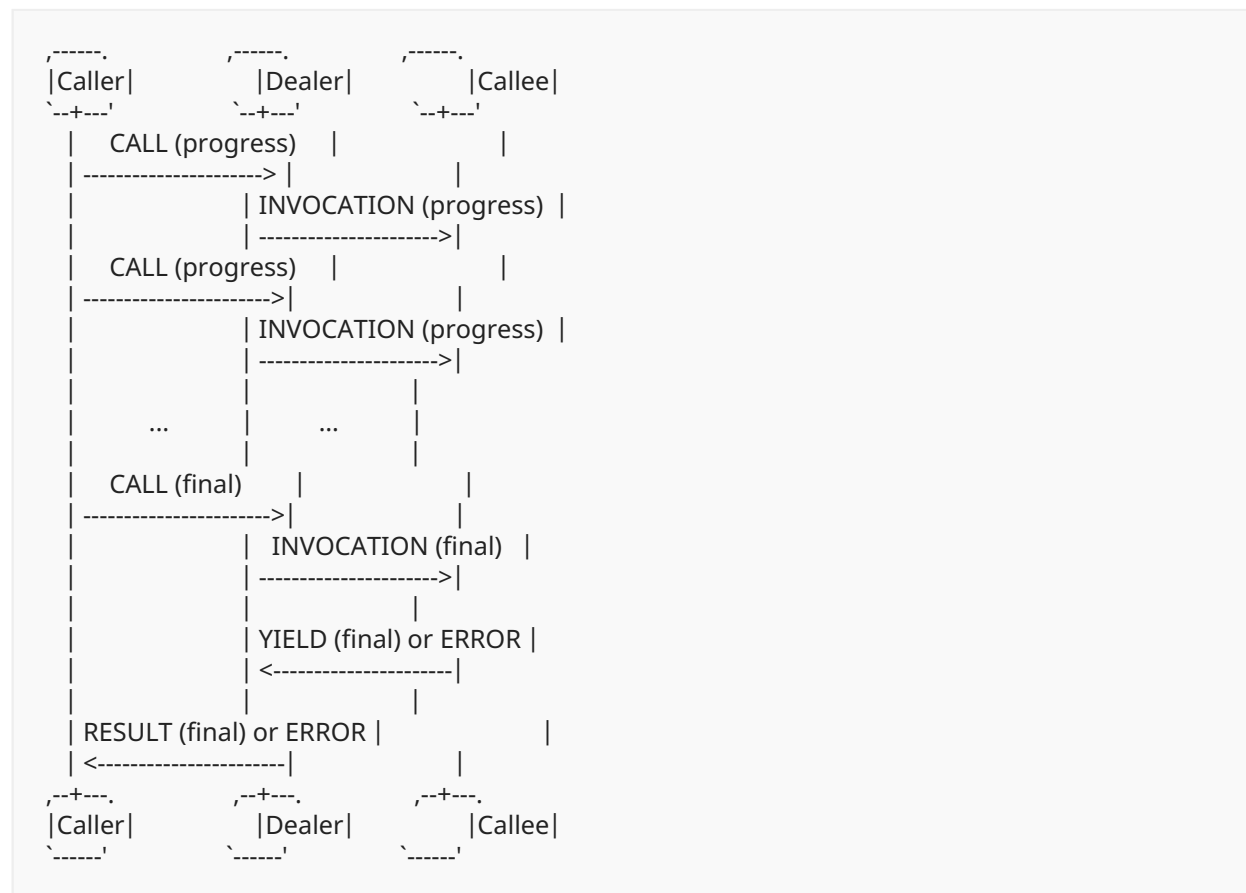 ,------.          ,------.          ,------.
|Caller|          |Dealer|          |Callee|
`--+---'          `--+---'          `--+---'
   |   CALL (progress)   |                 |
   | ----------------------> |                 |
   |                 | INVOCATION (progress) |
   |                 | ---------------------->|
   |   CALL (progress)   |                 |
   | ----------------------->|                 |
   |                 | INVOCATION (progress) |
   |                 | ---------------------->|
   |                 |                 |
   |       ...       |       ...       |
   |                 |                 |
   |   CALL (final)      |                 |
   | ----------------------->|                 |
   |                 |  INVOCATION (final)  |
   |                 | ---------------------->|
   |                 |                 |
   |                 | YIELD (final) or ERROR |
   |                 | <----------------------|
   |                 |                 |
   | RESULT (final) or ERROR |                 |
   | <-----------------------|                 |
,--+---.          ,--+---.          ,--+---.
|Caller|          |Dealer|          |Callee|
`------'          `------'          `------'